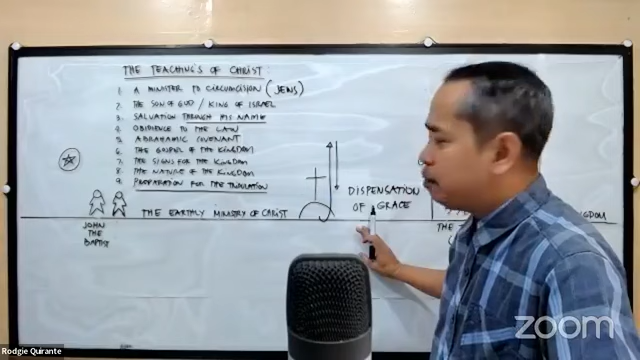 THE TEACHINGS OF CHRIST:
1. A MINISTER TO CIRCUMCISION (JEWS)
2. THE SON OF GOD / KING OF ISRAEL
3. SALVATION THROUGH HIS NAME
4. OBIDIENCE TO THE LAW
5. ABRAHAMIC COVENANT
6. THE GOSPEL OF THE KINGDOM
7. THE SIGNS FOR THE KINGDOM
8. THE NATURE OF THE KINGDOM
9. PREPARATION FOR THE TRIBULATION
DISPENSATION
OF GRACE
THE EARTHLY MINISTRY OF CHRIST
JOHN
THE
BAPTIST
THE
KINGDOM
zoom
Rodgie Quirante